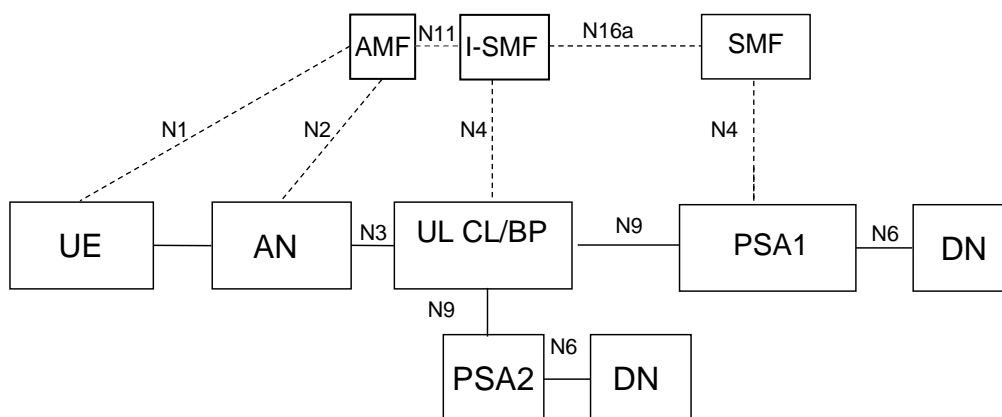 AMF
N11
I-SMF
N16a
SMF
N1
N2
N4
N4
UE
AN
N3
UL CL/BP
N9
PSA1
N6
DN
N9
PSA2
N6
DN